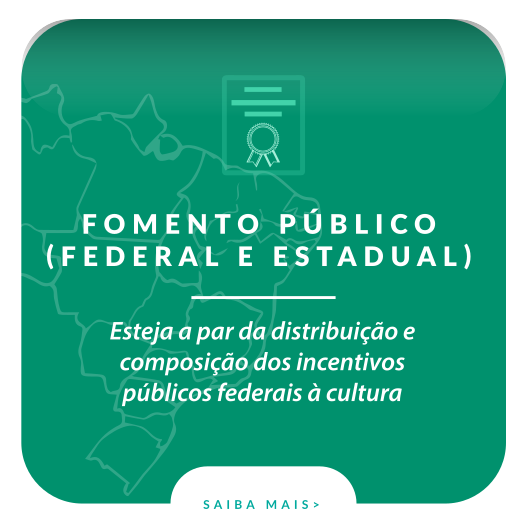 FOMENTO PÚBLICO
(FEDERAL E ESTADUAL)
Esteja a par da distribuição e
composição dos incentivos
públicos federais à cultura
SAIBA MAIS>